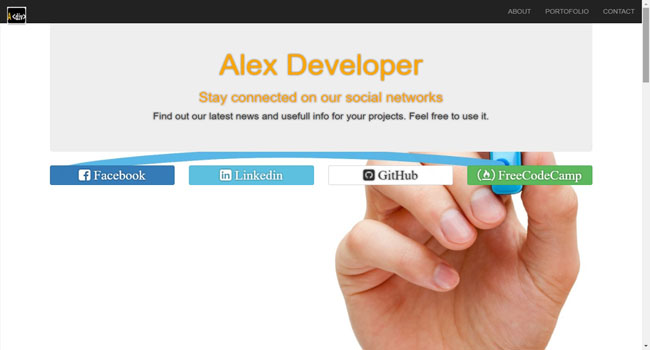 ABOUT PORTOFOLIO CONTACT
Alex Developer
Stay connected on our social networks
Find out our latest news and usefull info for your projects. Feel free to use it.
Facebook Linkedin GitHub FreeCodeCamp